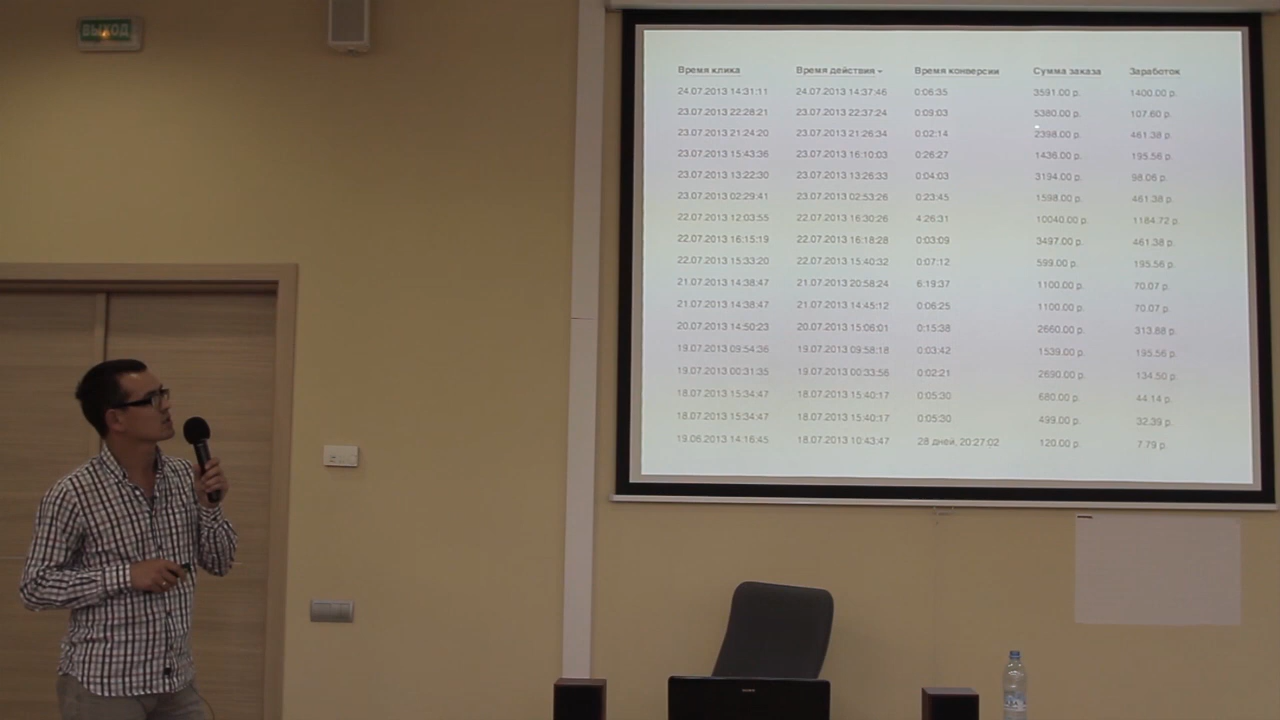 ВЫХОД
Время клика Время действия Время конверсии Сумма заказа Заработок
24.07.2013 14:31:11 24.07.2013 14:37:46 0:06:35 3591.00 р. 1400.00 р.
23.07.2013 22:28:21 23.07.2013 22:37:24 0:09:03 5380.00 р. 107.60 р.
23.07.2013 21:24:20 23.07.2013 21:26:34 0:02:14 2398.00 р. 461.38 р.
23.07.2013 15:43:36 23.07.2013 16:10:03 0:26:27 1436.00 р. 195.56 р.
23.07.2013 13:22:30 23.07.2013 13:26:33 0:04:03 3194.00 р. 98.06 р.
23.07.2013 02:29:41 23.07.2013 02:53:26 0:23:45 1598.00 р. 461.38 р.
22.07.2013 12:03:55 22.07.2013 16:30:26 4:26:31 10040.00 р. 1184.72 р.
22.07.2013 16:15:19 22.07.2013 16:18:28 0:03:09 3497.00 р. 461.38 р.
22.07.2013 15:33:20 22.07.2013 15:40:32 0:07:12 599.00 р. 195.56 р.
21.07.2013 14:38:47 21.07.2013 20:58:24 6:19:37 1100.00 р. 70.07 р.
21.07.2013 14:38:47 21.07.2013 14:45:12 0:06:25 1100.00 р. 70.07 р.
20.07.2013 14:50:23 20.07.2013 15:06:01 0:15:38 2660.00 р. 313.88 р.
19.07.2013 09:54:36 19.07.2013 09:58:18 0:03:42 1539.00 р. 195.56 р.
19.07.2013 00:31:35 19.07.2013 00:33:56 0:02:21 2690.00 р. 134.50 р.
18.07.2013 15:34:47 18.07.2013 15:40:17 0:05:30 680.00 р. 44.14 р.
18.07.2013 15:34:47 18.07.2013 15:40:17 0:05:30 499.00 р. 32.39 р.
19.06.2013 14:16:45 18.07.2013 10:43:47 28 дней, 20:27:02 120.00 р. 7.79 р.
SONY